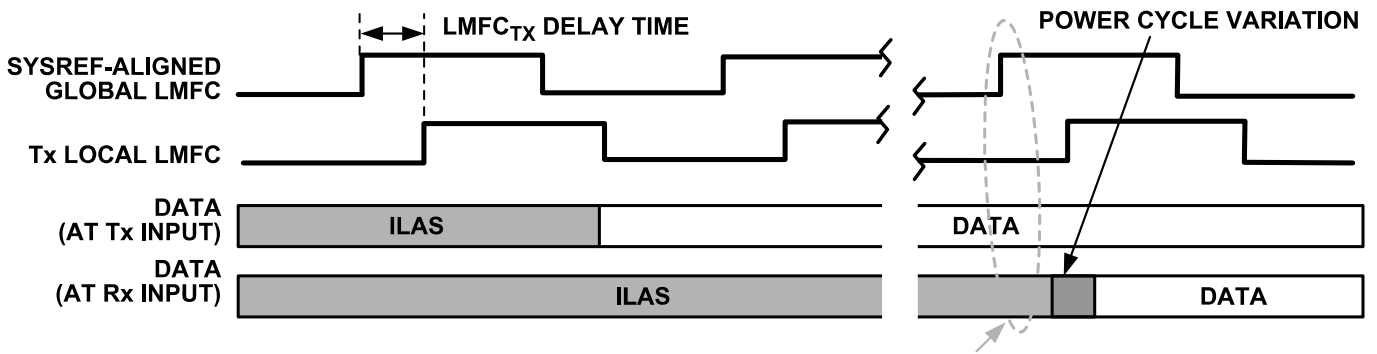 LMFCTX DELAY TIME
POWER CYCLE VARIATION
SYSREF-ALIGNED
GLOBAL LMFC
Tx LOCAL LMFC
DATA
(AT Tx INPUT)
ILAS
DATA
DATA
(AT Rx INPUT)
ILAS
DATA